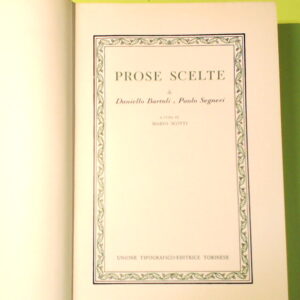 PROSE SCELTE
di
Daniello Bartoli e Paolo Segneri
A CURA DI
MARIO SCOTTI
UNIONE TIPOGRAFICO-EDITRICE TORINESE